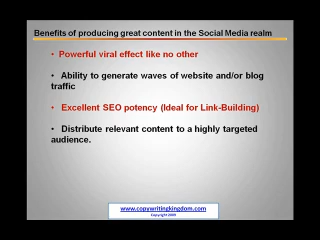 Benefits of producing great content in the Social Media realm
• Powerful viral effect like no other
• Ability to generate waves of website and/or blog
traffic
• Excellent SEO potency (Ideal for Link-Building)
• Distribute relevant content to a highly targeted
audience.
www.copywritingkingdom.com
Copyright 2009